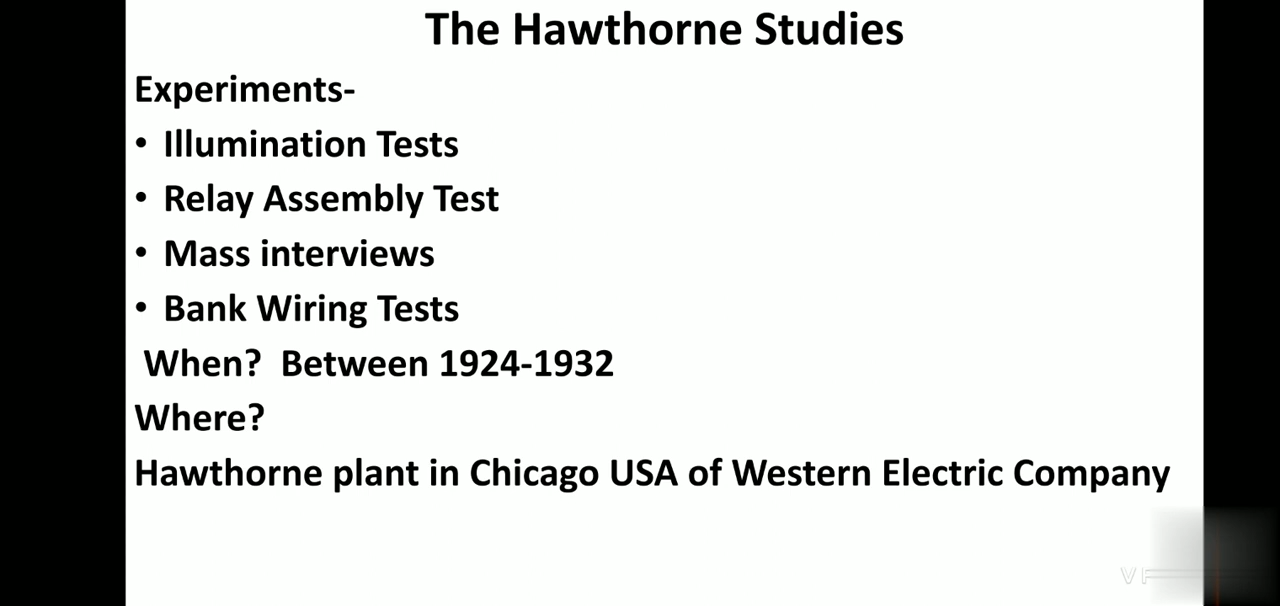 The Hawthorne Studies
Experiments-
• Illumination Tests
• Relay Assembly Test
• Mass interviews
• Bank Wiring Tests
When?  Between 1924-1932
Where?
Hawthorne plant in Chicago USA of Western Electric Company